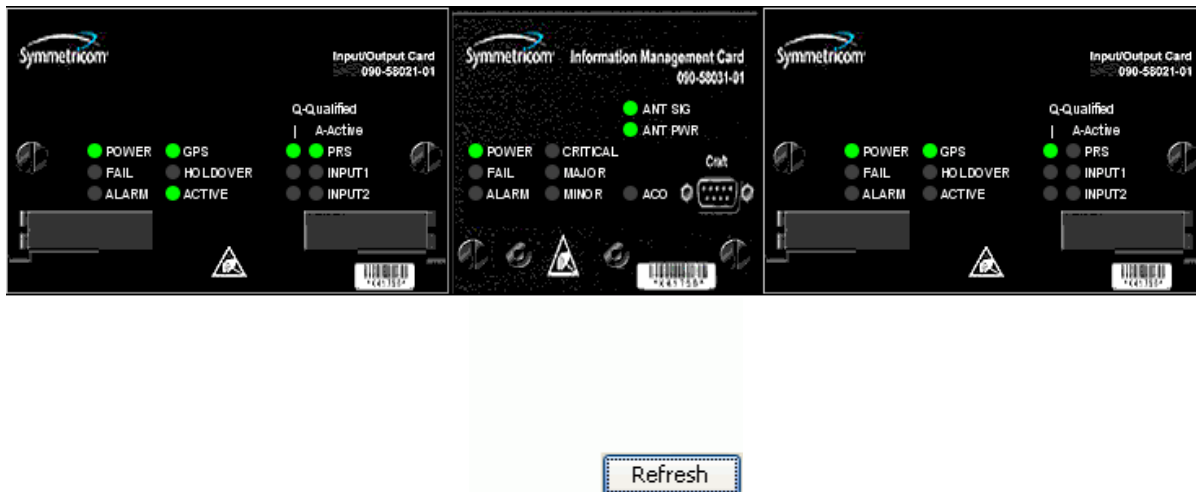 Symmetricom
Input/Output Card
090-58021-01
Q-Qualified
| A-Active
POWER GPS PRS
FAIL HOLDOVER INPUT1
ALARM ACTIVE INPUT2
Symmetricom Information Management Card
090-58031-01
ANT SIG
ANT PWR
POWER CRITICAL
Craft
FAIL MAJOR
ALARM MINOR ACO
Symmetricom
Input/Output Card
090-58021-01
Q-Qualified
| A-Active
POWER GPS PRS
FAIL HOLDOVER INPUT1
ALARM ACTIVE INPUT2
Refresh